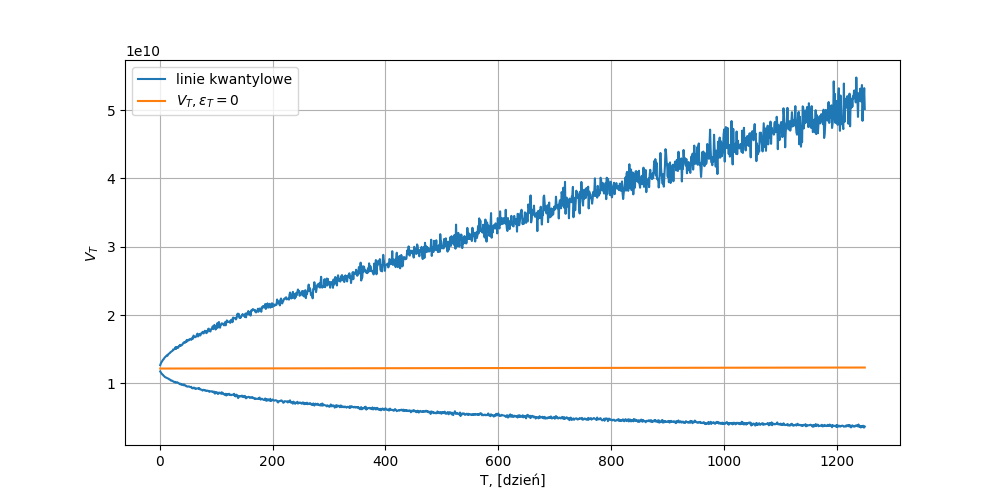 1e10
linie kwantylowe
V_T, ε_T = 0
5
4
3
2
1
V_T
0 200 400 600 800 1000 1200
T, [dzień]